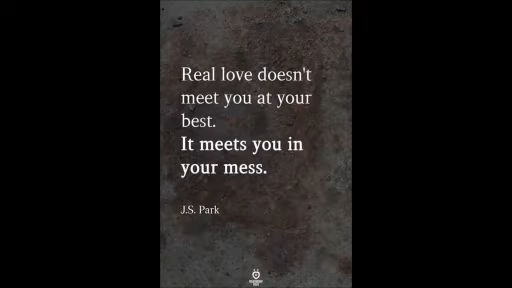 Real love doesn't
meet you at your
best.
It meets you in
your mess.
J.S. Park